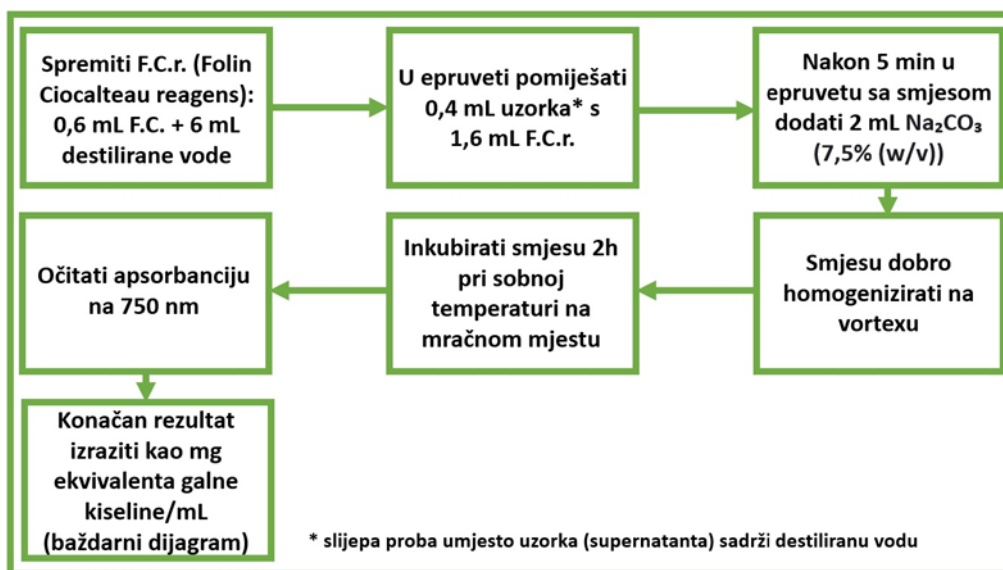 Spremiti F.C.r. (Folin
Ciocalteau reagens):
0,6 mL F.C. + 6 mL
destilirane vode
U epruveti pomiješati
0,4 mL uzorka* s
1,6 mL F.C.r.
Nakon 5 min u
epruvetu sa smjesom
dodati 2 mL Na₂CO₃
(7,5% (w/v))
Smjesu dobro
homogenizirati na
vortexu
Inkubirati smjesu 2h
pri sobnoj
temperaturi na
mračnom mjestu
Očitati apsorbanciju
na 750 nm
Konačan rezultat
izraziti kao mg
ekvivalenta galne
kiseline/mL
(baždarni dijagram)
* slijepa proba umjesto uzorka (supernatanta) sadrži destiliranu vodu